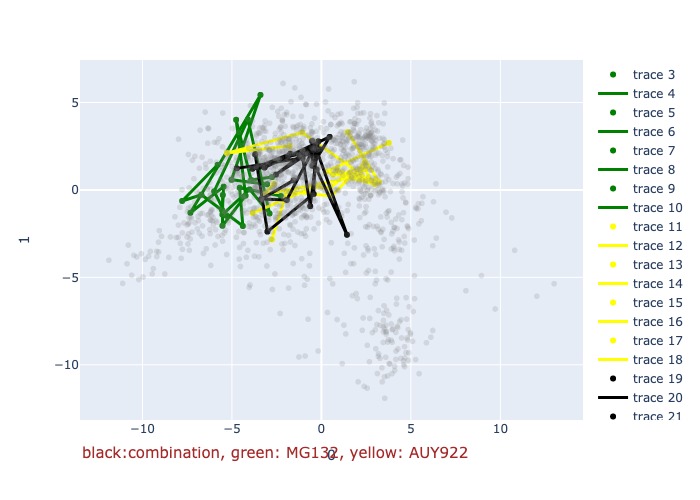 5
0
−5
−10
1
−10
−5
0
5
10
0
black:combination, green: MG132, yellow: AUY922
trace 3
trace 4
trace 5
trace 6
trace 7
trace 8
trace 9
trace 10
trace 11
trace 12
trace 13
trace 14
trace 15
trace 16
trace 17
trace 18
trace 19
trace 20
trace 21